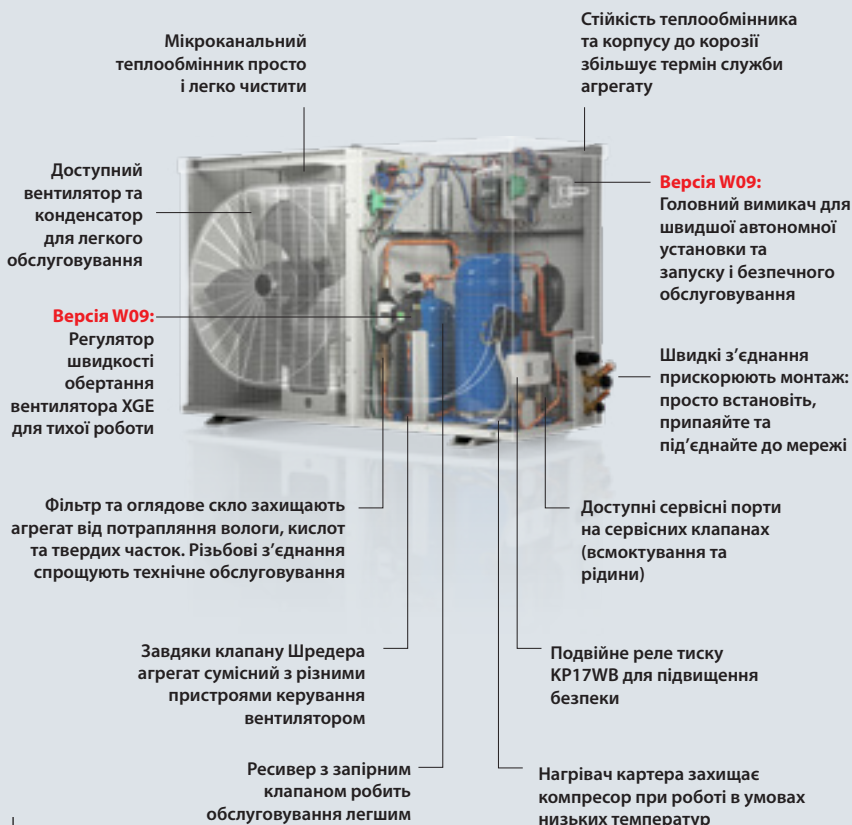 Мікроканальний
теплообмінник просто
і легко чистити
Стійкість теплообмінника
та корпусу до корозії
збільшує термін служби
агрегату
Доступний
вентилятор та
конденсатор
для легкого
обслуговування
Версія W09:
Головний вимикач для
швидшої автономної
установки та
запуску і безпечного
обслуговування
Версія W09:
Регулятор
швидкості
обертання
вентилятора XGE
для тихої роботи
Швидкі з’єднання
прискорюють монтаж:
просто встановіть,
припаяйте та
під’єднайте до мережі
Фільтр та оглядове скло захищають
агрегат від потрапляння вологи, кислот
та твердих часток. Різьбові з’єднання
спрощують технічне обслуговування
Доступні сервісні порти
на сервісних клапанах
(всмоктування та
рідини)
Завдяки клапану Шредера
агрегат сумісний з різними
пристроями керування
вентилятором
Подвійне реле тиску
KP17WB для підвищення
безпеки
Ресивер з запірним
клапаном робить
обслуговування легшим
Нагрівач картера захищає
компресор при роботі в умовах
низьких температур